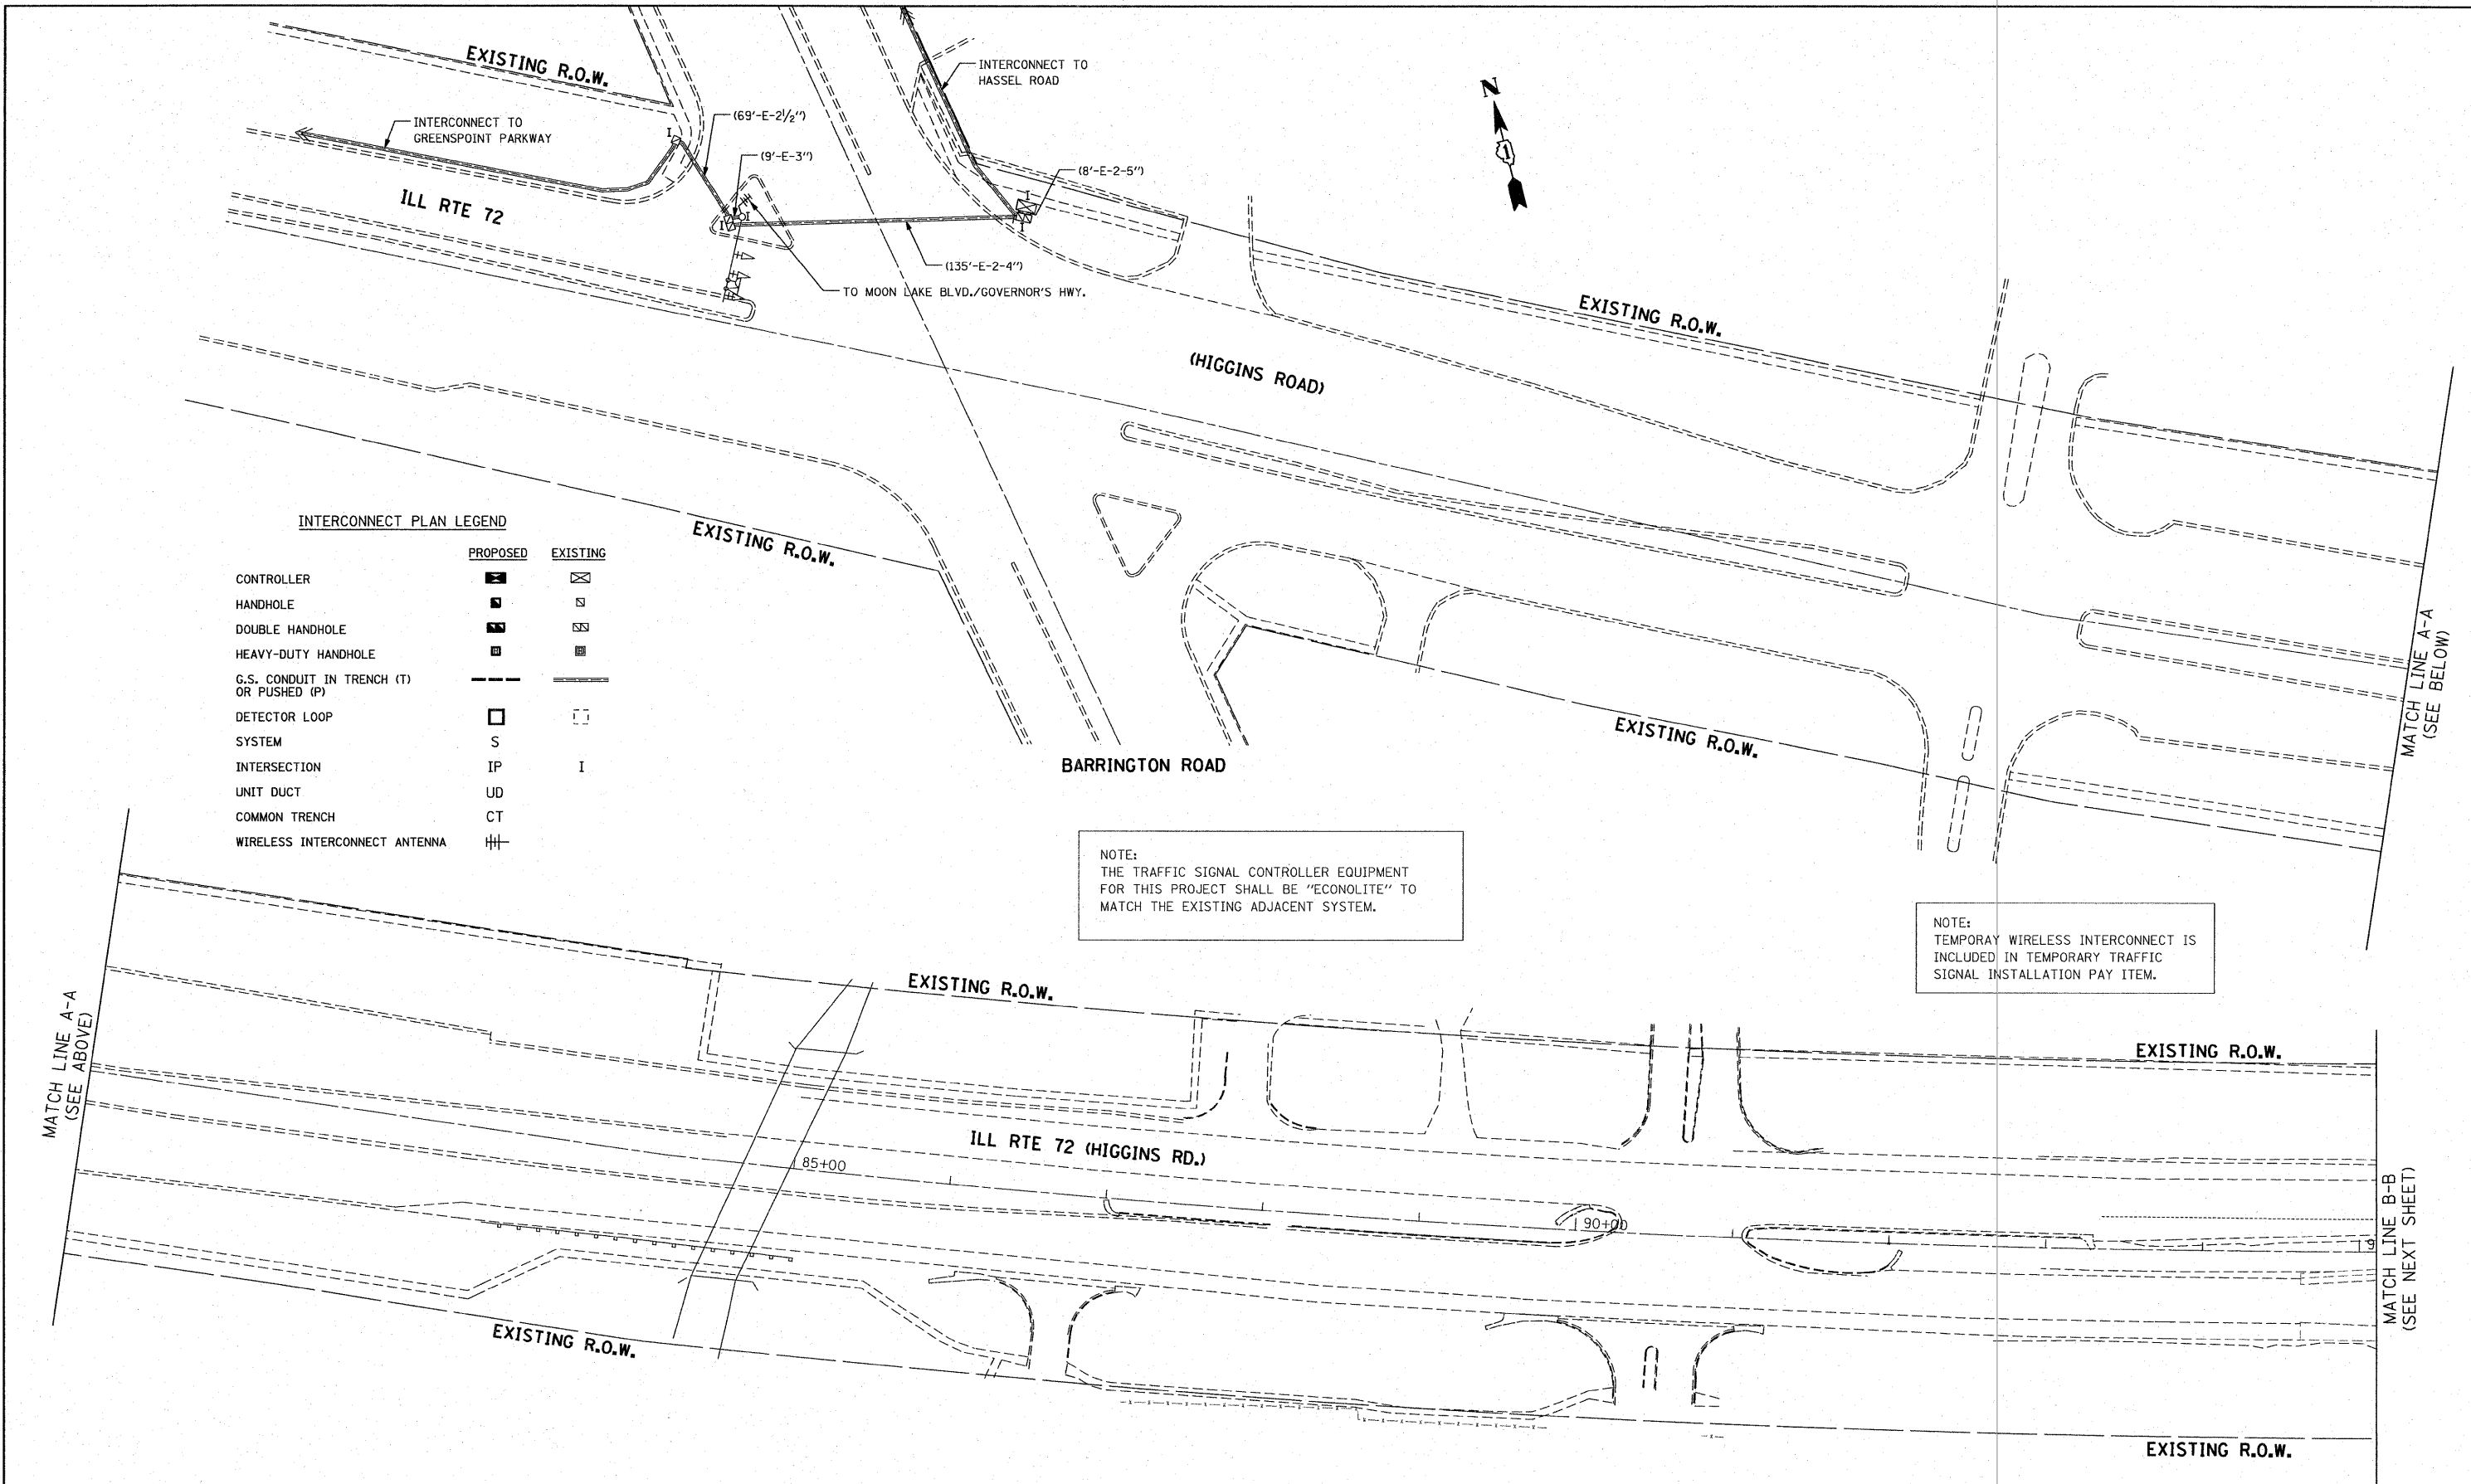 EXISTING R.O.W.
INTERCONNECT TO
GREENSPOINT PARKWAY
(69'-E-2½")
(9'-E-3")
INTERCONNECT TO
HASSEL ROAD
(8'-E-2-5")
N
1
ILL RTE 72
I
I
I
I
I
(135'-E-2-4")
TO MOON LAKE BLVD./GOVERNOR'S HWY.
EXISTING R.O.W.
(HIGGINS ROAD)
EXISTING R.O.W.
EXISTING R.O.W.
BARRINGTON ROAD
MATCH LINE A-A
(SEE BELOW)
INTERCONNECT PLAN LEGEND
PROPOSED EXISTING
CONTROLLER
HANDHOLE
DOUBLE HANDHOLE
HEAVY-DUTY HANDHOLE
G.S. CONDUIT IN TRENCH (T)
OR PUSHED (P)
DETECTOR LOOP
SYSTEM S
INTERSECTION IP I
UNIT DUCT UD
COMMON TRENCH CT
WIRELESS INTERCONNECT ANTENNA
NOTE:
THE TRAFFIC SIGNAL CONTROLLER EQUIPMENT
FOR THIS PROJECT SHALL BE "ECONOLITE" TO
MATCH THE EXISTING ADJACENT SYSTEM.
NOTE:
TEMPORAY WIRELESS INTERCONNECT IS
INCLUDED IN TEMPORARY TRAFFIC
SIGNAL INSTALLATION PAY ITEM.
MATCH LINE A-A
(SEE ABOVE)
EXISTING R.O.W.
EXISTING R.O.W.
ILL RTE 72 (HIGGINS RD.)
85+00
90+00
9
EXISTING R.O.W.
EXISTING R.O.W.
MATCH LINE B-B
(SEE NEXT SHEET)